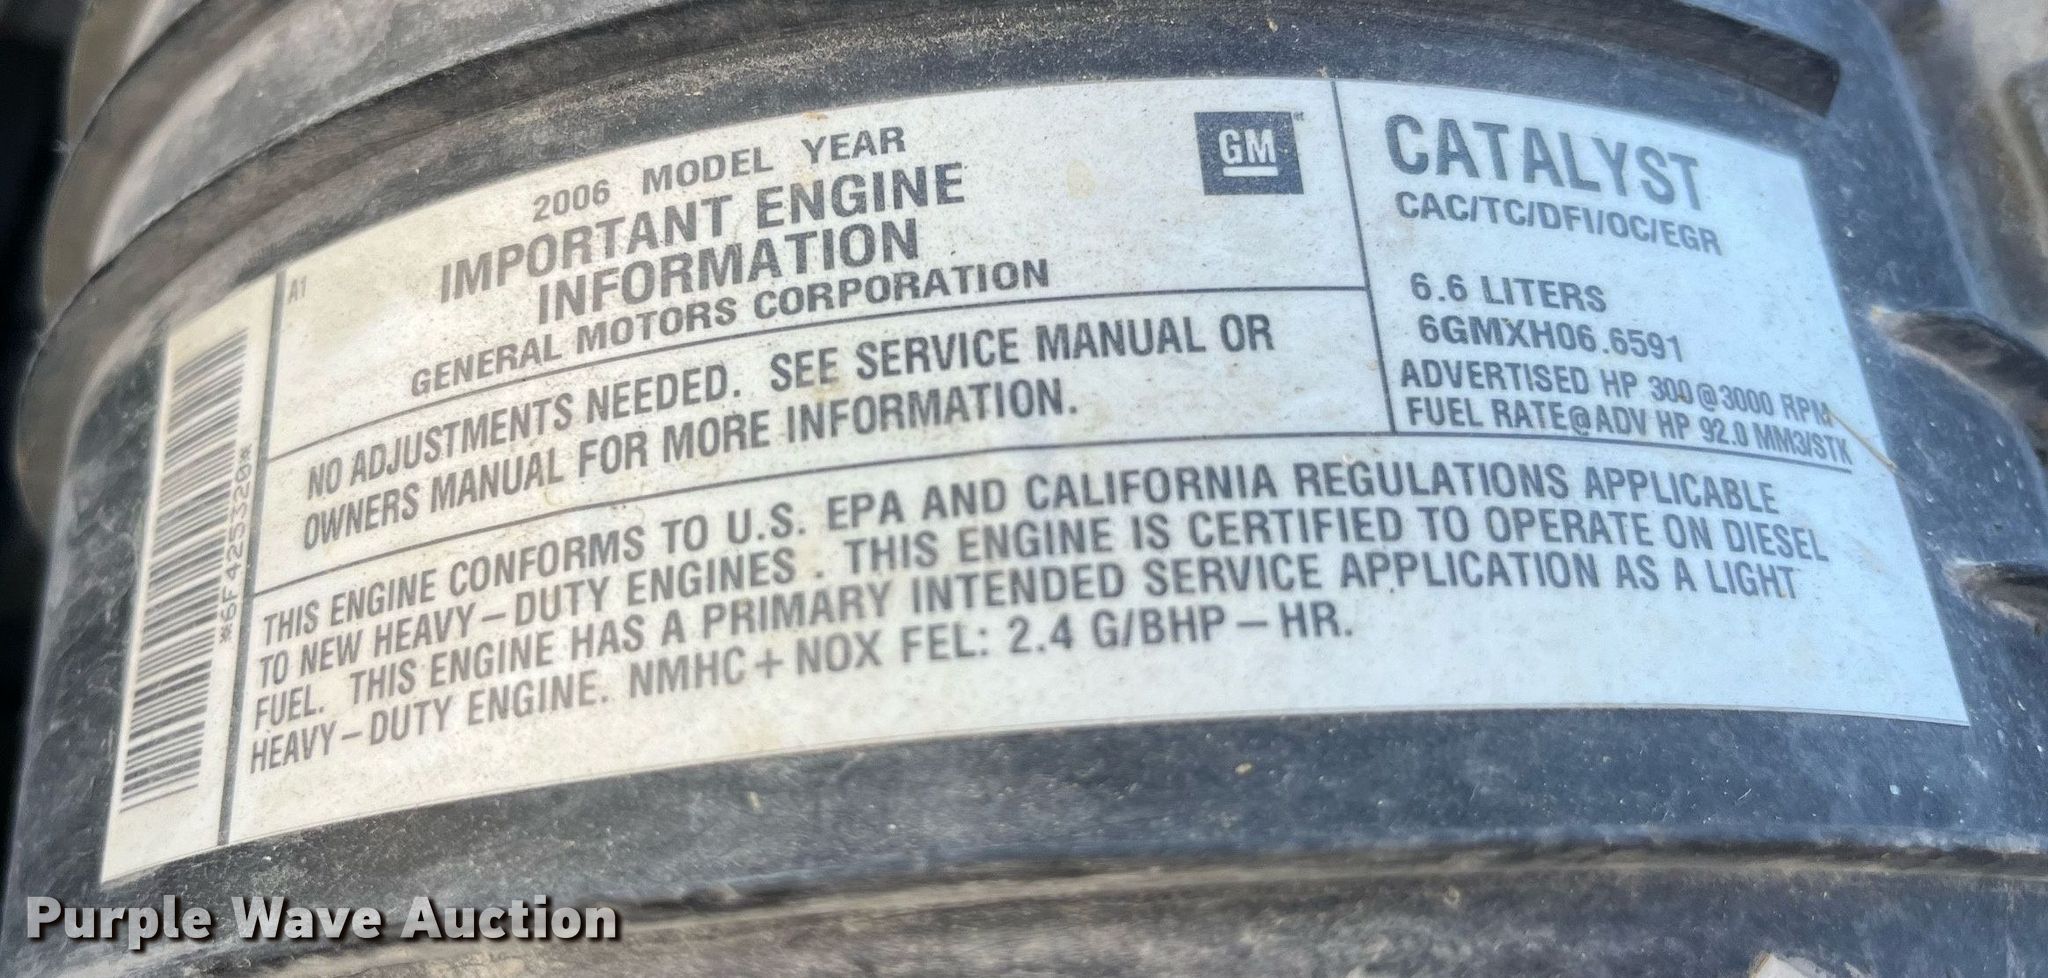 A1
2006 MODEL YEAR
IMPORTANT ENGINE
INFORMATION
GENERAL MOTORS CORPORATION
GM
CATALYST
CAC/TC/DFI/OC/EGR
6.6 LITERS
6GMXH06.6591
ADVERTISED HP 300@3000 RPM
FUEL RATE@ADV HP 92.0 MM3/STK
NO ADJUSTMENTS NEEDED. SEE SERVICE MANUAL OR
OWNERS MANUAL FOR MORE INFORMATION.
THIS ENGINE CONFORMS TO U.S. EPA AND CALIFORNIA REGULATIONS APPLICABLE
TO NEW HEAVY-DUTY ENGINES . THIS ENGINE IS CERTIFIED TO OPERATE ON DIESEL
FUEL. THIS ENGINE HAS A PRIMARY INTENDED SERVICE APPLICATION AS A LIGHT
HEAVY-DUTY ENGINE. NMHC+NOX FEL: 2.4 G/BHP-HR.
*6F425320*
Purple Wave Auction